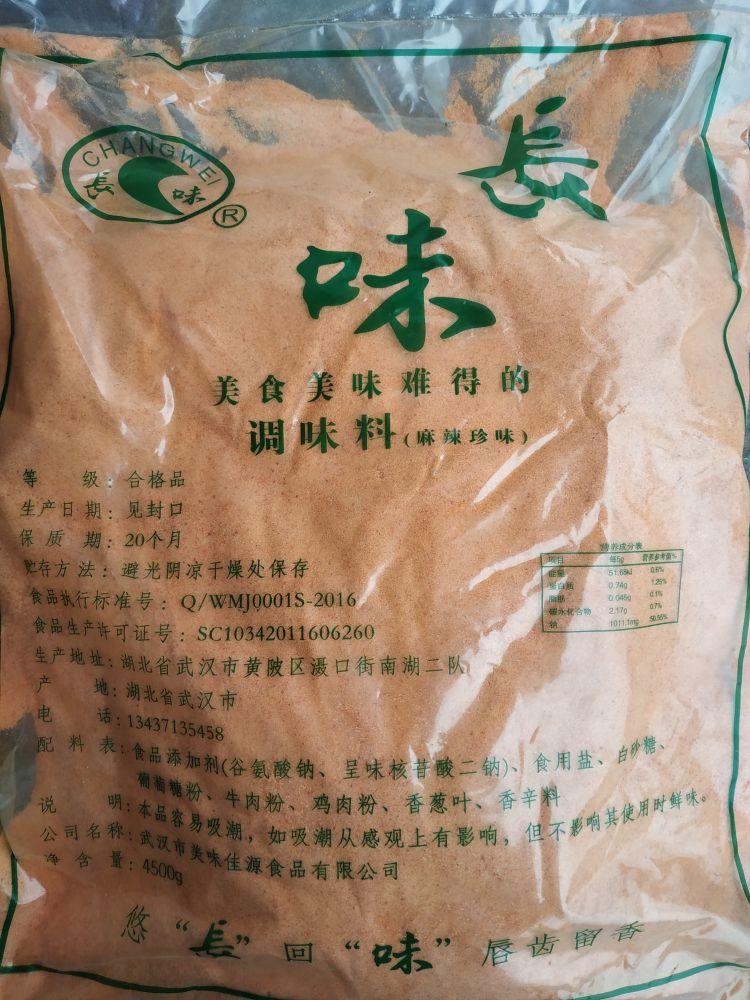 CHANGWEI
長 味
®
長
味
美食美味难得的
调味料(麻辣珍味)
等 级:合格品
生产日期:见封口
保质期:20个月
贮存方法:避光阴凉干燥处保存
食品执行标准号:Q/WMJ0001S-2016
食品生产许可证号:SC10342011606260
生产地址:湖北省武汉市黄陂区滠口街南湖二队
产 地:湖北省武汉市
电 话:13437135458
配料表:食品添加剂(谷氨酸钠、呈味核苷酸二钠)、食用盐、白砂糖、
葡萄糖粉、牛肉粉、鸡肉粉、香葱叶、香辛料
说 明:本品容易吸潮,如吸潮从感观上有影响,但不影响其使用时鲜味。
公司名称:武汉市美味佳源食品有限公司
净含量:4500g
营养成分表
项目 每5g 营养参考值%
能量 51.69kJ 0.6%
蛋白质 0.74g 1.25%
脂肪 0.045g 0.1%
碳水化合物 2.17g 0.7%
钠 1011.1mg 50.55%
悠“長”回“味”唇齿留香